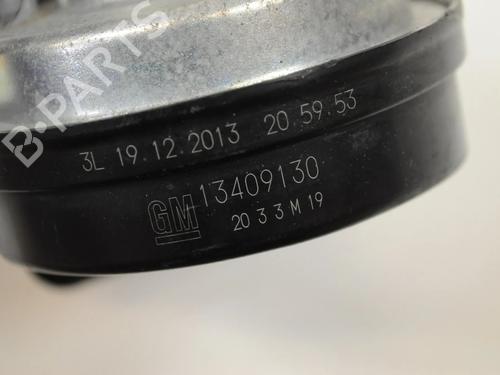 B-PARTS
3L 19.12.2013 20.59.53
GM 13409130
20 3 3 M 19